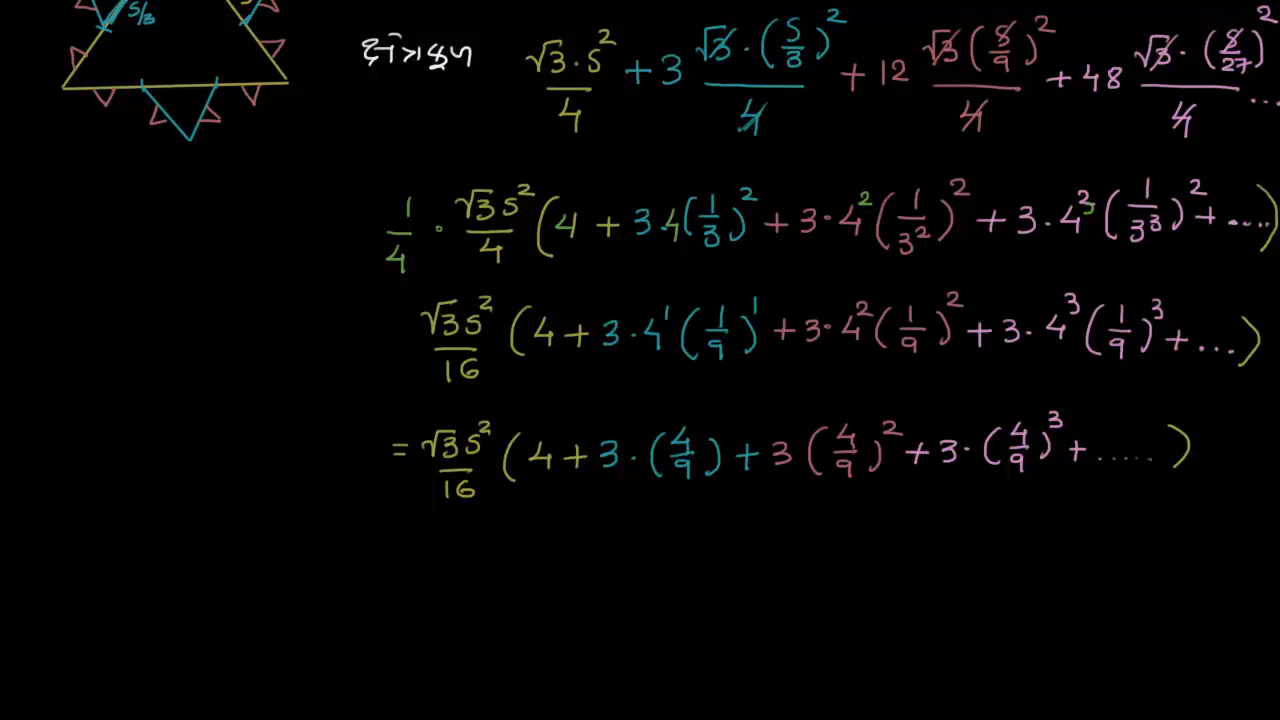 S/3
ক্ষেত্রফল √3·S²/4 + 3 √3·(S/3)²/4 + 12 √3(S/9)²/4 + 48 √3·(S/27)²/4 ...
1/4 · √3S²/4 (4 + 3.4(1/3)² + 3·4²(1/3²)² + 3·4³(1/3³)² + .....)
√3S²/16 (4 + 3·4¹(1/9)¹ + 3·4²(1/9)² + 3·4³(1/9)³ + ...)
= √3S²/16 (4 + 3·(4/9) + 3(4/9)² + 3·(4/9)³ + .....)